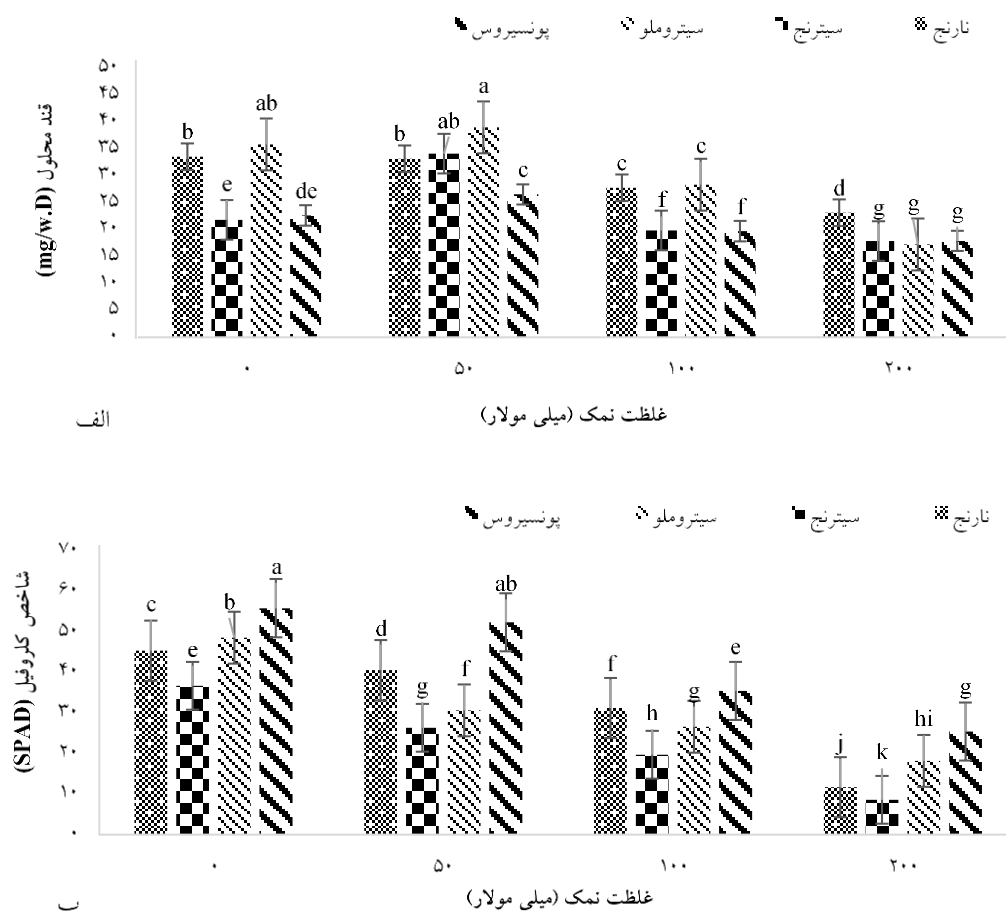 نارنج سیترنج سیتروملو پونسیروس
قند محلول (mg/w.D)
۵۰
۴۵
۴۰
۳۵
۳۰
۲۵
۲۰
۱۵
۱۰
۵
۰
b e ab de
b ab a c
c f c f
d g g g
۰ ۵۰ ۱۰۰ ۲۰۰
غلظت نمک (میلی مولار)
الف
نارنج سیترنج سیتروملو پونسیروس
شاخص کلروفیل (SPAD)
۷۰
۶۰
۵۰
۴۰
۳۰
۲۰
۱۰
۰
c e b a
d g f ab
f h g e
j k hi g
۰ ۵۰ ۱۰۰ ۲۰۰
غلظت نمک (میلی مولار)
ب